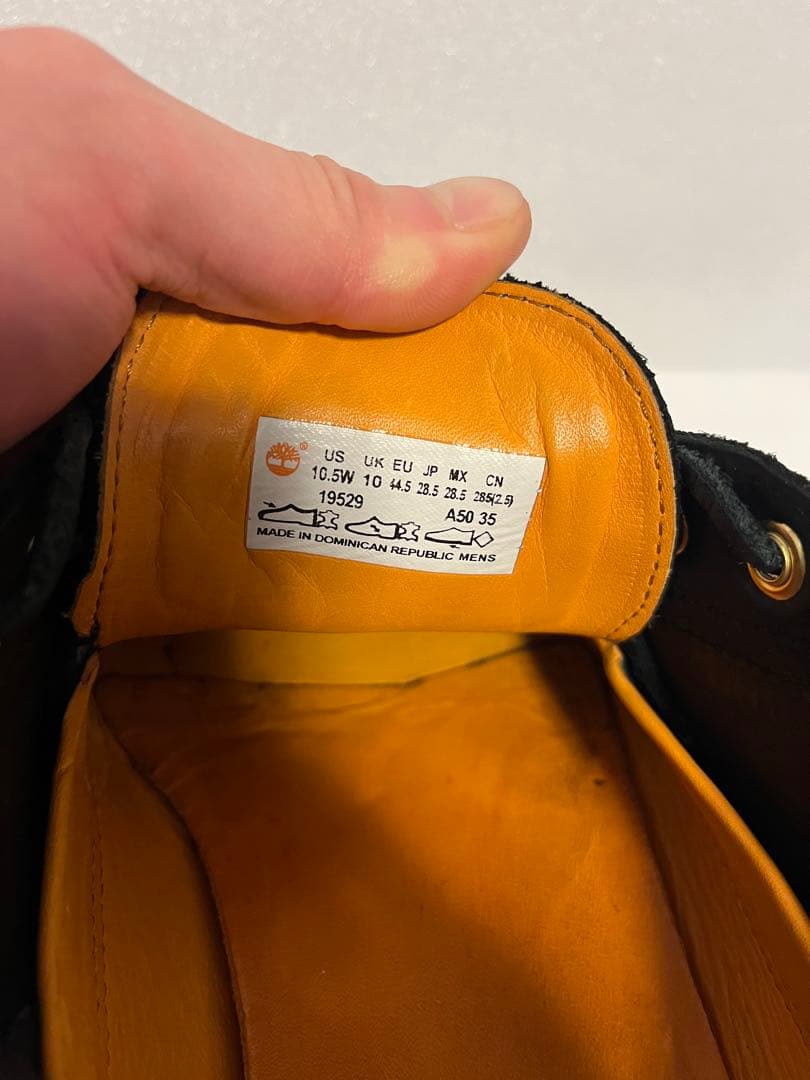 US UK EU JP MX CN
10.5W 10 44.5 28.5 28.5 285(2.5)
19529 A50 35
MADE IN DOMINICAN REPUBLIC MENS